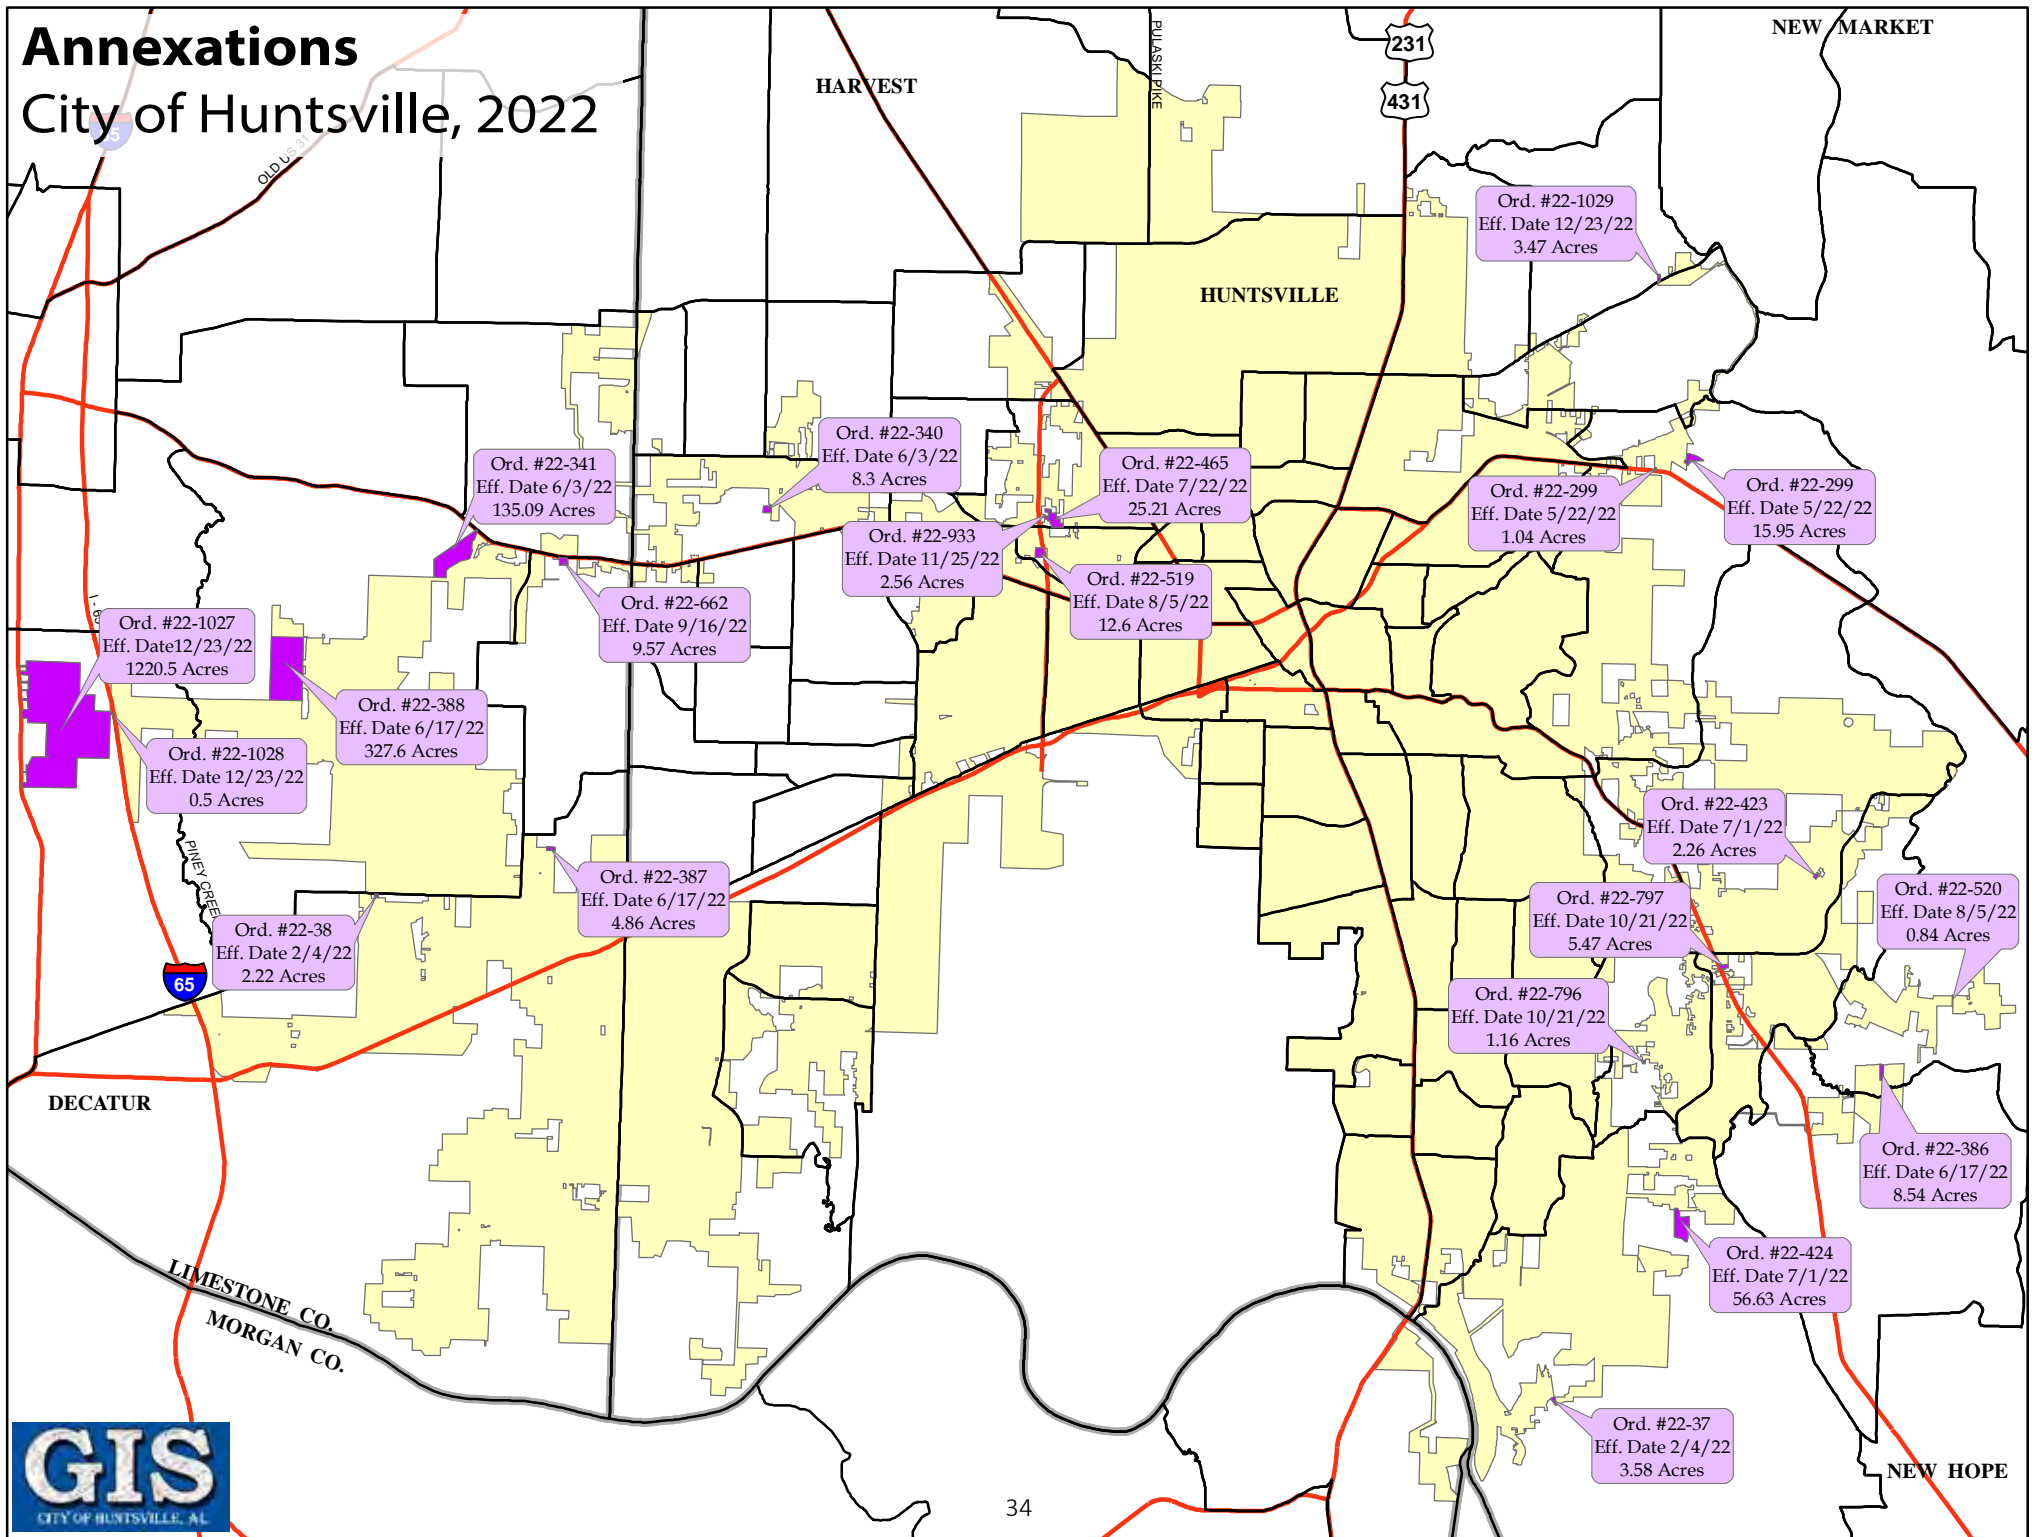 Annexations
City of Huntsville, 2022
NEW MARKET
HARVEST
PULASKI PIKE
231
431
65
OLD US 31
HUNTSVILLE
Ord. #22-1029
Eff. Date 12/23/22
3.47 Acres
Ord. #22-340
Eff. Date 6/3/22
8.3 Acres
Ord. #22-341
Eff. Date 6/3/22
135.09 Acres
Ord. #22-465
Eff. Date 7/22/22
25.21 Acres
Ord. #22-299
Eff. Date 5/22/22
1.04 Acres
Ord. #22-299
Eff. Date 5/22/22
15.95 Acres
Ord. #22-933
Eff. Date 11/25/22
2.56 Acres
Ord. #22-519
Eff. Date 8/5/22
12.6 Acres
Ord. #22-662
Eff. Date 9/16/22
9.57 Acres
Ord. #22-1027
Eff. Date12/23/22
1220.5 Acres
Ord. #22-388
Eff. Date 6/17/22
327.6 Acres
Ord. #22-1028
Eff. Date 12/23/22
0.5 Acres
Ord. #22-423
Eff. Date 7/1/22
2.26 Acres
PINEY CREE
Ord. #22-387
Eff. Date 6/17/22
4.86 Acres
Ord. #22-797
Eff. Date 10/21/22
5.47 Acres
Ord. #22-520
Eff. Date 8/5/22
0.84 Acres
Ord. #22-38
Eff. Date 2/4/22
2.22 Acres
65
Ord. #22-796
Eff. Date 10/21/22
1.16 Acres
DECATUR
Ord. #22-386
Eff. Date 6/17/22
8.54 Acres
Ord. #22-424
Eff. Date 7/1/22
56.63 Acres
LIMESTONE CO.
MORGAN CO.
Ord. #22-37
Eff. Date 2/4/22
3.58 Acres
NEW HOPE
GIS
CITY OF HUNTSVILLE, AL
34